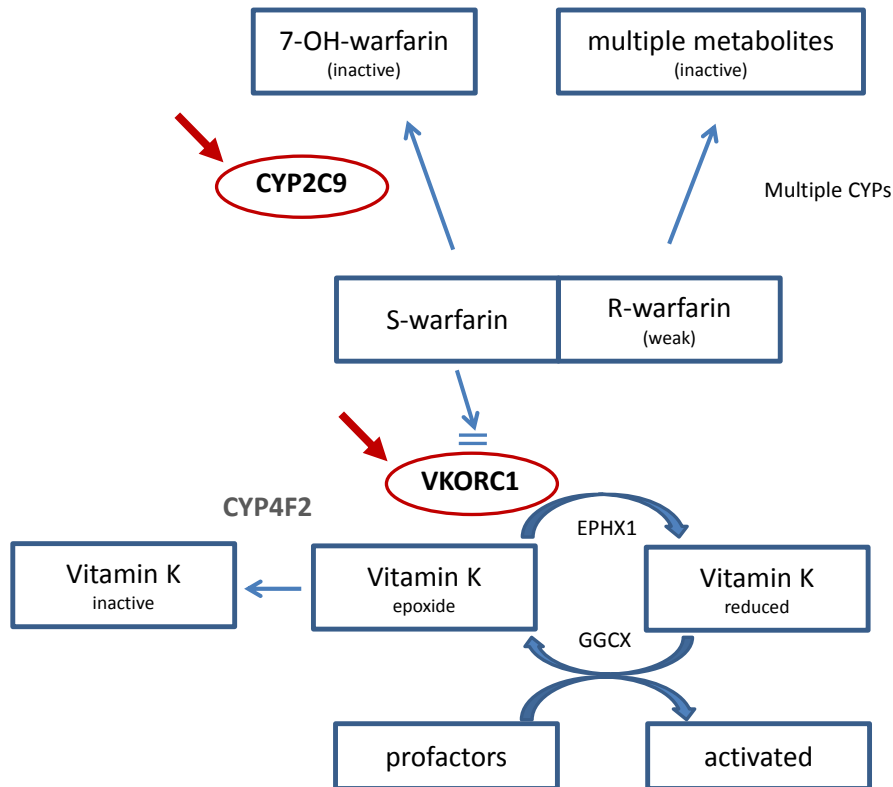 7-OH-warfarin
(inactive)
multiple metabolites
(inactive)
CYP2C9
Multiple CYPs
S-warfarin
R-warfarin
(weak)
VKORC1
CYP4F2
EPHX1
Vitamin K
inactive
Vitamin K
epoxide
Vitamin K
reduced
GGCX
profactors
activated